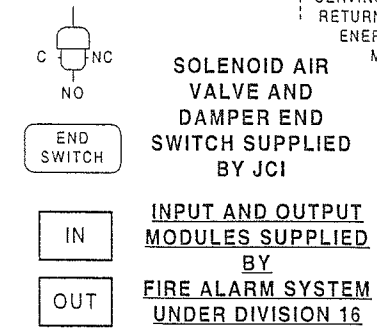 RETURN
C NC
NO
SOLENOID AIR
VALVE AND
DAMPER END
SWITCH SUPPLIED
BY JCI
END
SWITCH
IN
OUT
INPUT AND OUTPUT
MODULES SUPPLIED
BY
FIRE ALARM SYSTEM
UNDER DIVISION 16